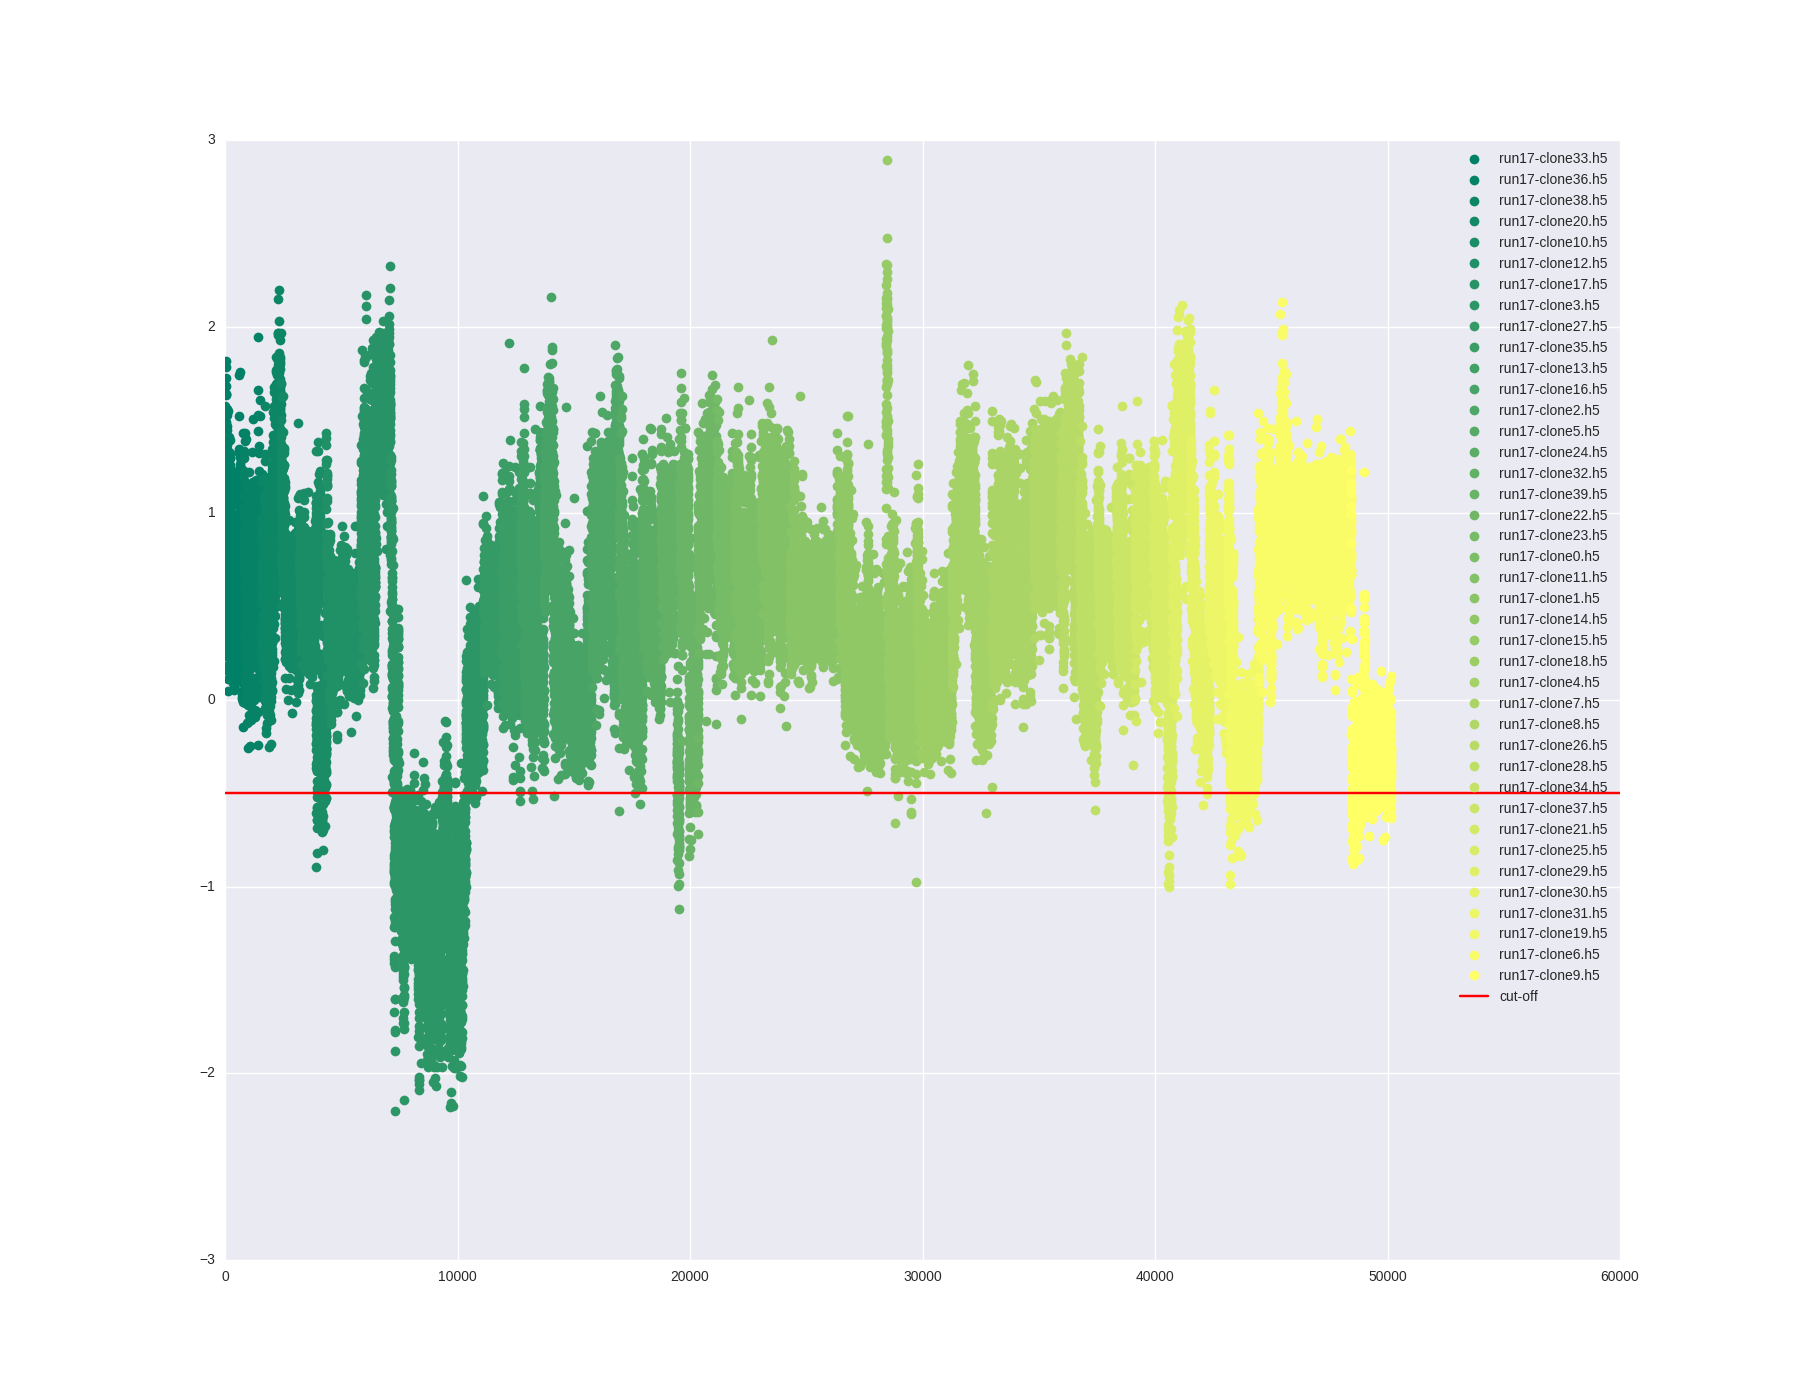 3
2
1
0
−1
−2
−3
0
10000
20000
30000
40000
50000
60000
run17-clone33.h5
run17-clone36.h5
run17-clone38.h5
run17-clone20.h5
run17-clone10.h5
run17-clone12.h5
run17-clone17.h5
run17-clone3.h5
run17-clone27.h5
run17-clone35.h5
run17-clone13.h5
run17-clone16.h5
run17-clone2.h5
run17-clone5.h5
run17-clone24.h5
run17-clone32.h5
run17-clone39.h5
run17-clone22.h5
run17-clone23.h5
run17-clone0.h5
run17-clone11.h5
run17-clone1.h5
run17-clone14.h5
run17-clone15.h5
run17-clone18.h5
run17-clone4.h5
run17-clone7.h5
run17-clone8.h5
run17-clone26.h5
run17-clone28.h5
run17-clone34.h5
run17-clone37.h5
run17-clone21.h5
run17-clone25.h5
run17-clone29.h5
run17-clone30.h5
run17-clone31.h5
run17-clone19.h5
run17-clone6.h5
run17-clone9.h5
cut-off